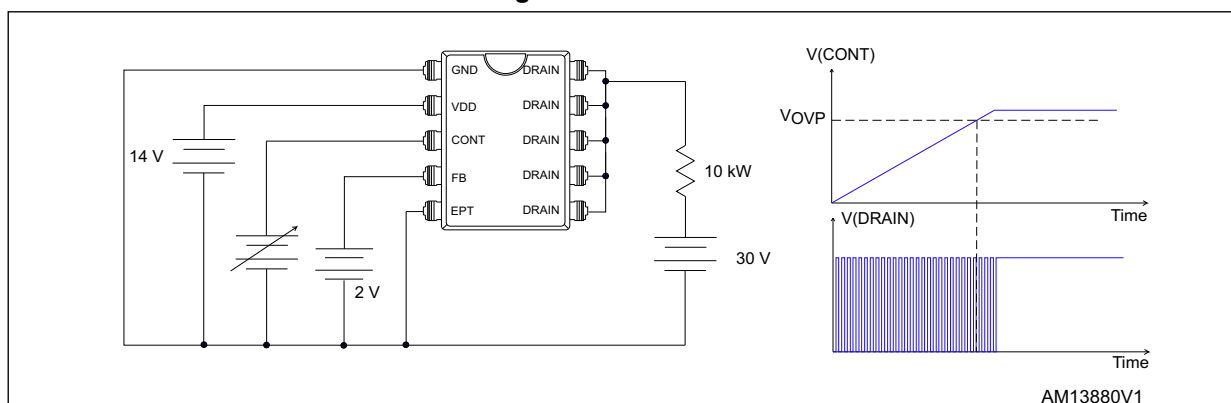 GND DRAIN
VDD DRAIN
CONT DRAIN
FB DRAIN
EPT DRAIN
14 V
2 V
10 kW
30 V
V(CONT)
VOVP
Time
V(DRAIN)
Time
AM13880V1